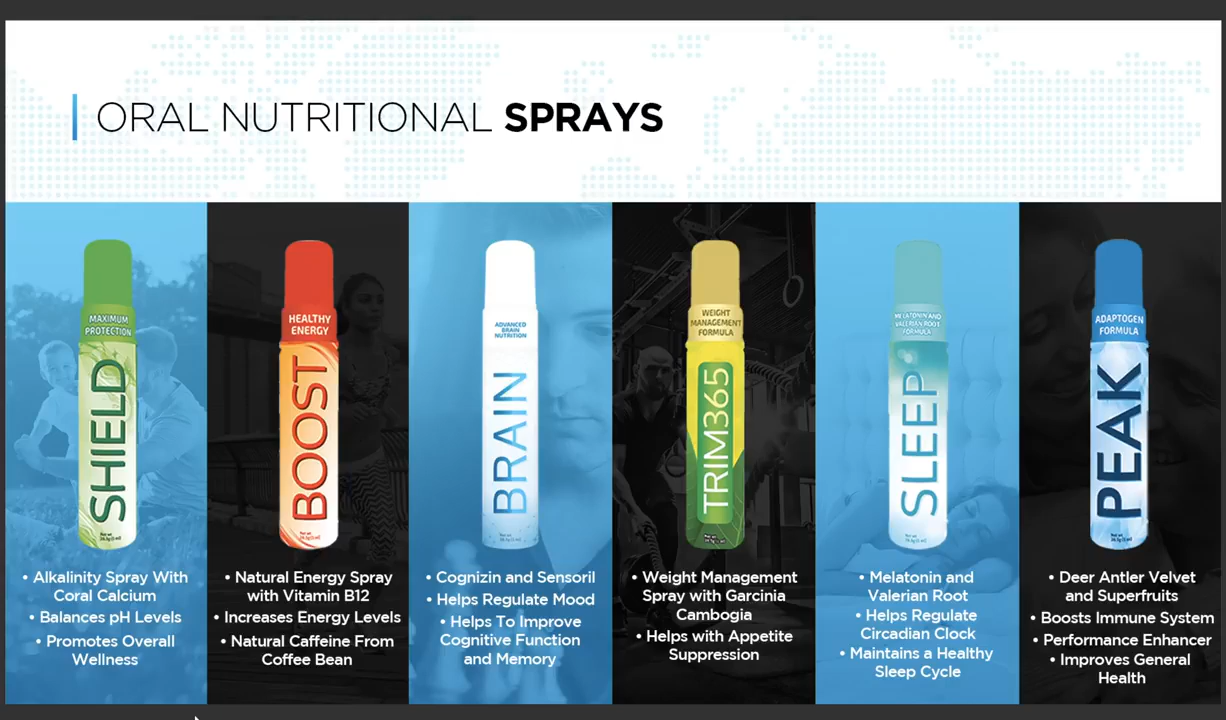 ORAL NUTRITIONAL SPRAYS
MAXIMUM
PROTECTION
SHIELD
• Alkalinity Spray With
Coral Calcium
• Balances pH Levels
• Promotes Overall
Wellness
HEALTHY
ENERGY
BOOST
• Natural Energy Spray
with Vitamin B12
• Increases Energy Levels
• Natural Caffeine From
Coffee Bean
ADVANCED
BRAIN
NUTRITION
BRAIN
• Cognizin and Sensoril
• Helps Regulate Mood
• Helps To Improve
Cognitive Function
and Memory
WEIGHT
MANAGEMENT
FORMULA
TRIM365
• Weight Management
Spray with Garcinia
Cambogia
• Helps with Appetite
Suppression
MELATONIN AND
VALERIAN ROOT
FORMULA
SLEEP
• Melatonin and
Valerian Root
• Helps Regulate
Circadian Clock
• Maintains a Healthy
Sleep Cycle
ADAPTOGEN
FORMULA
PEAK
• Deer Antler Velvet
and Superfruits
• Boosts Immune System
• Performance Enhancer
• Improves General
Health